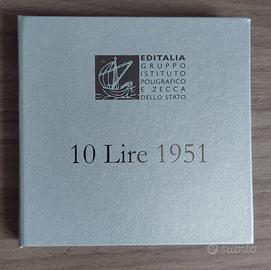 EDITALIA
GRUPPO
ISTITUTO
POLIGRAFICO
E ZECCA
DELLO STATO
10 Lire 1951
subito